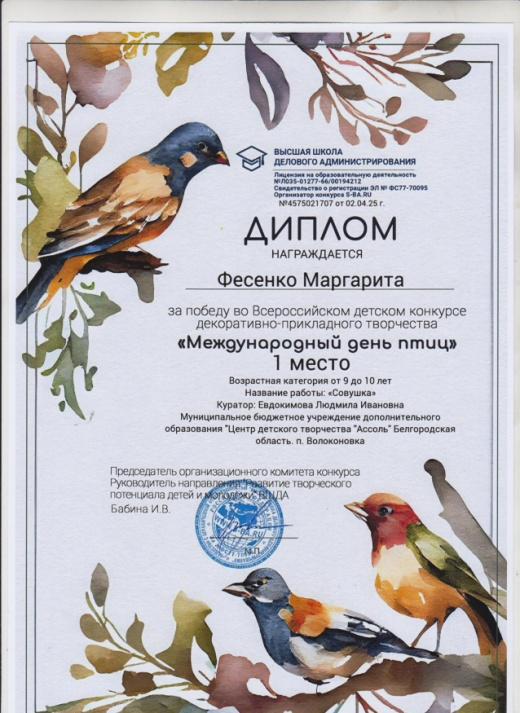 ВЫСШАЯ ШКОЛА
ДЕЛОВОГО АДМИНИСТРИРОВАНИЯ
Лицензия на образовательную деятельность
№Л035-01277-66/00194212
Свидетельство о регистрации ЭЛ № ФС77-70095
Организатор конкурса S-BA.RU
№4575021707 от 02.04.25 г.
ДИПЛОМ
НАГРАЖДАЕТСЯ
Фесенко Маргарита
за победу во Всероссийском детском конкурсе
декоративно-прикладного творчества
«Международный день птиц»
1 место
Возрастная категория от 9 до 10 лет
Название работы: «Совушка»
Куратор: Евдокимова Людмила Ивановна
Муниципальное бюджетное учреждение дополнительного
образования "Центр детского творчества "Ассоль" Белгородская
область. п. Волоконовка
Председатель организационного комитета конкурса
Руководитель направления "Развитие творческого
потенциала детей и молодежи" ВШДА
Бабина И.В.
S-BA.RU
М.П.